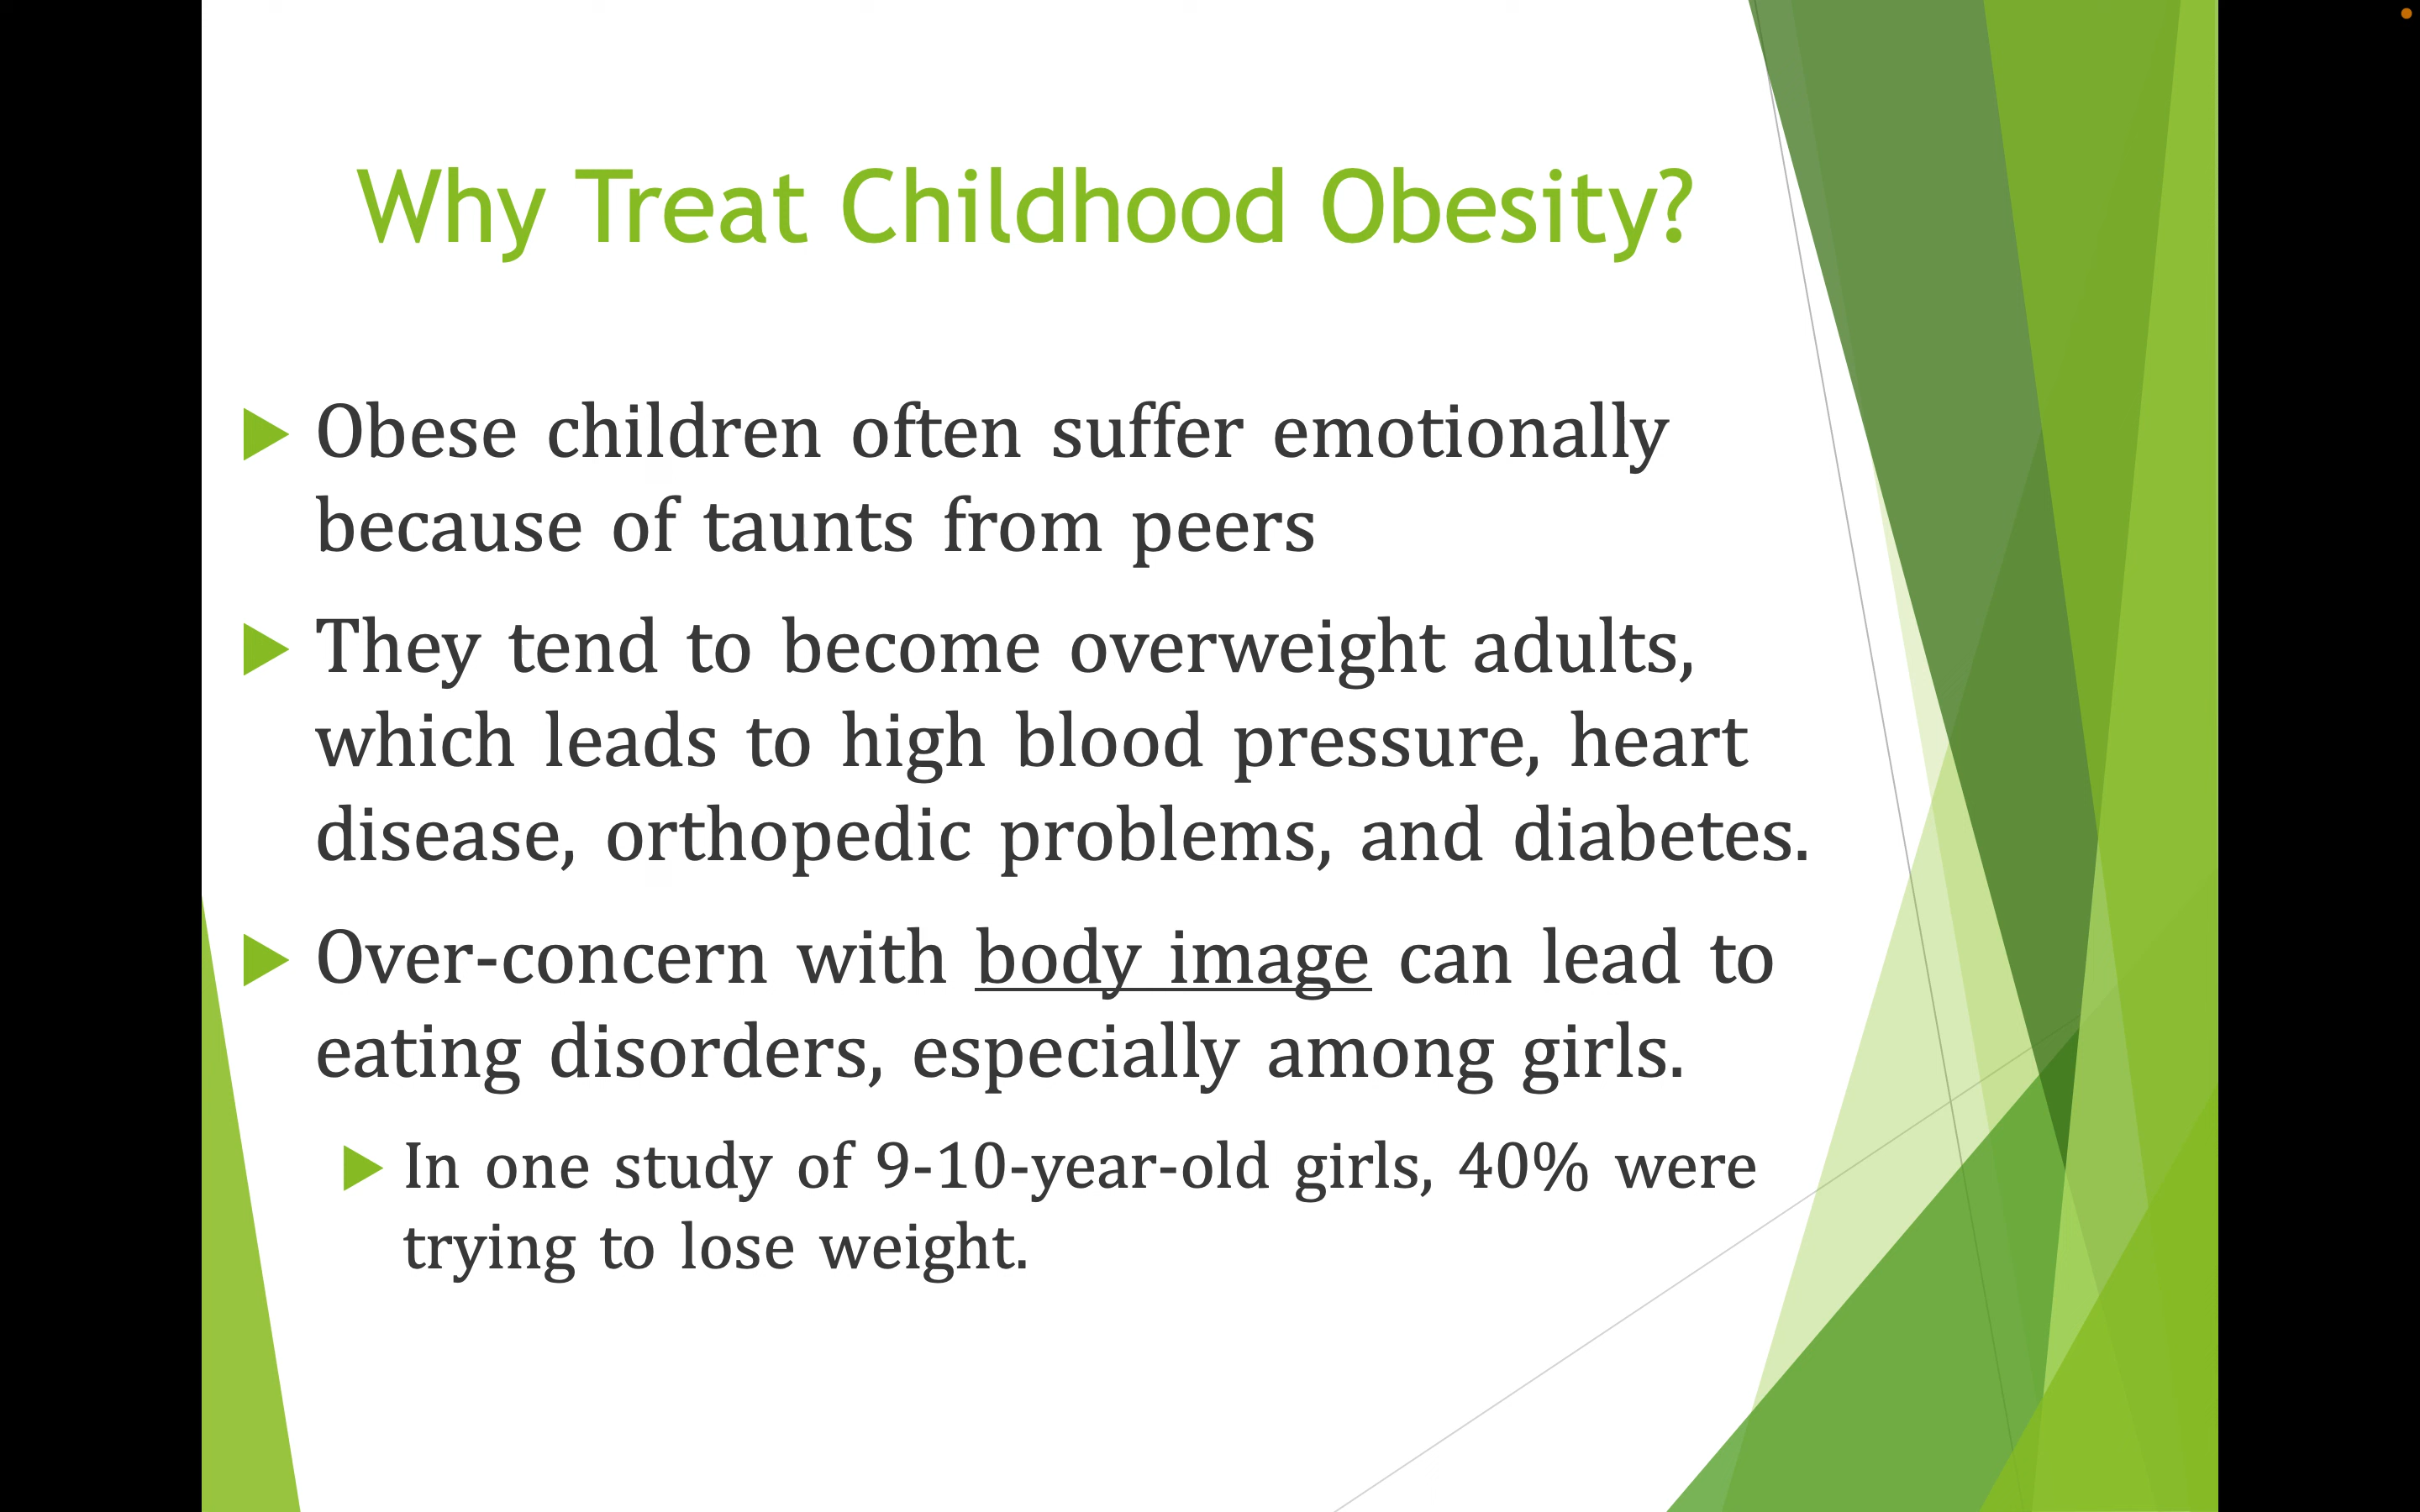 Why Treat Childhood Obesity?
Obese children often suffer emotionally
because of taunts from peers
They tend to become overweight adults,
which leads to high blood pressure, heart
disease, orthopedic problems, and diabetes.
Over-concern with body image can lead to
eating disorders, especially among girls.
In one study of 9-10-year-old girls, 40% were
trying to lose weight.